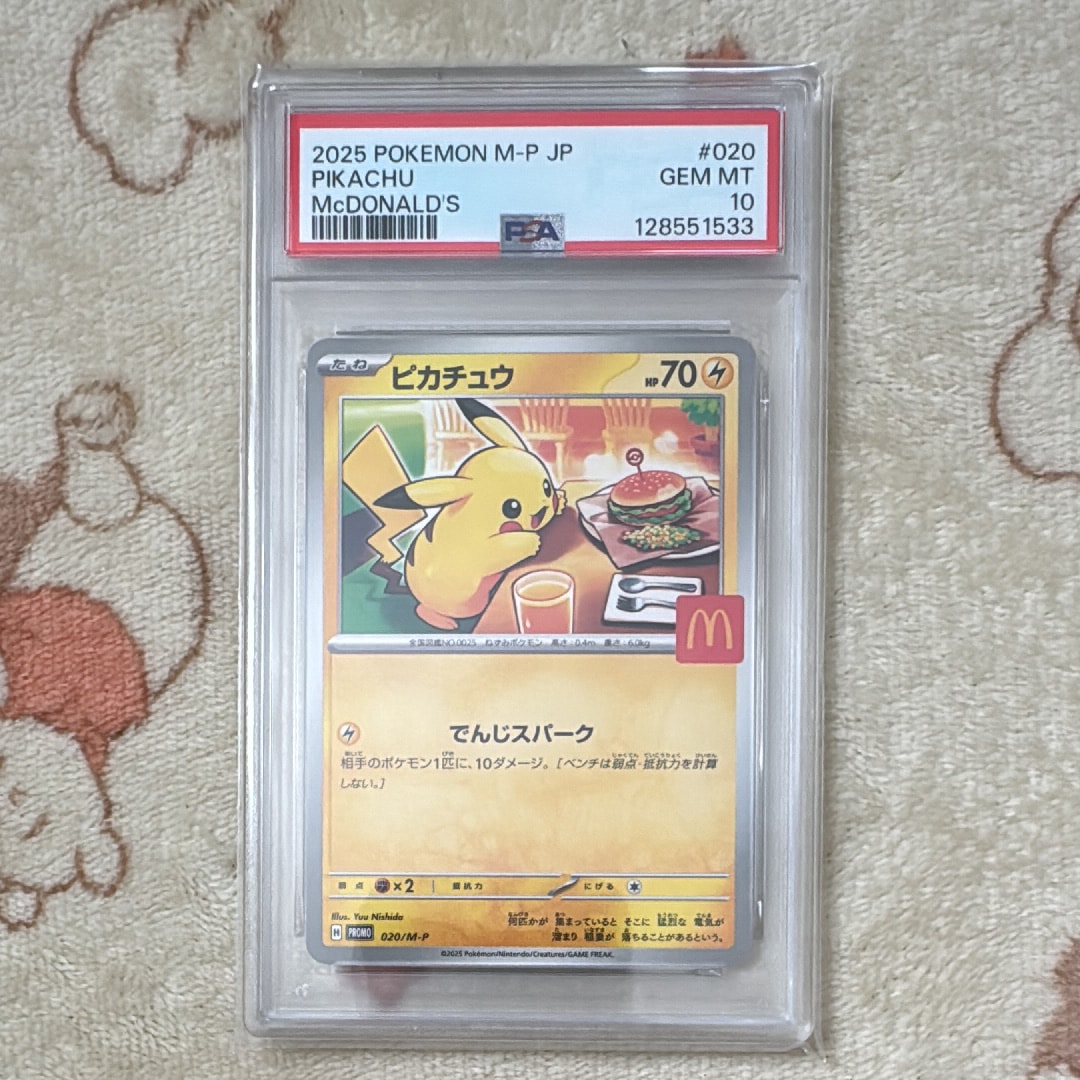 2025 POKEMON M-P JP #020
PIKACHU GEM MT
McDONALD'S 10
PSA 128551533
たね ピカチュウ HP70
全国図鑑NO.0025 ねずみポケモン 高さ:0.4m 重さ:6.0kg
でんじスパーク
相手のポケモン1匹に、10ダメージ。[ベンチは弱点・抵抗力を計算
しない。]
弱点 ×2 抵抗力 にげる
Illus. Yuu Nishida
何匹かが 集まっていると そこに 猛烈な 電気が
溜まり 稲妻が 落ちることがあるという。
PROMO 020/M-P
©2025 Pokémon/Nintendo/Creatures/GAME FREAK.